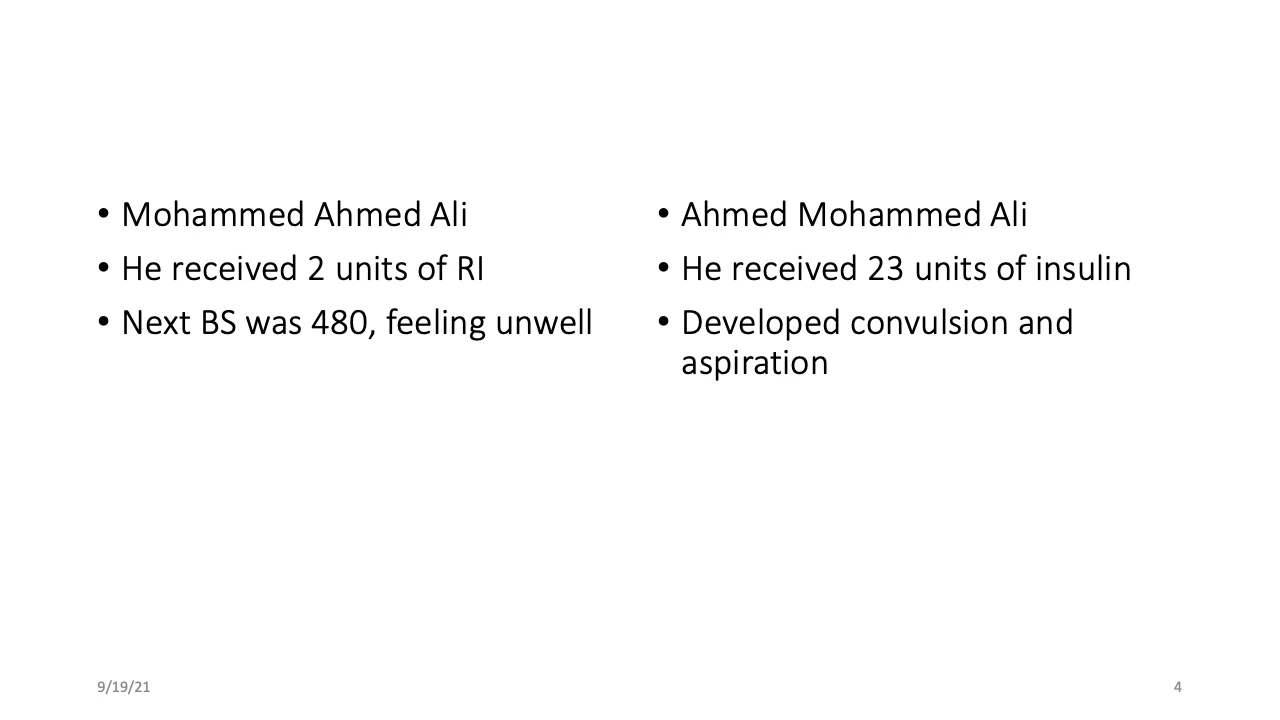 • Mohammed Ahmed Ali
• He received 2 units of RI
• Next BS was 480, feeling unwell
• Ahmed Mohammed Ali
• He received 23 units of insulin
• Developed convulsion and
aspiration
9/19/21
4